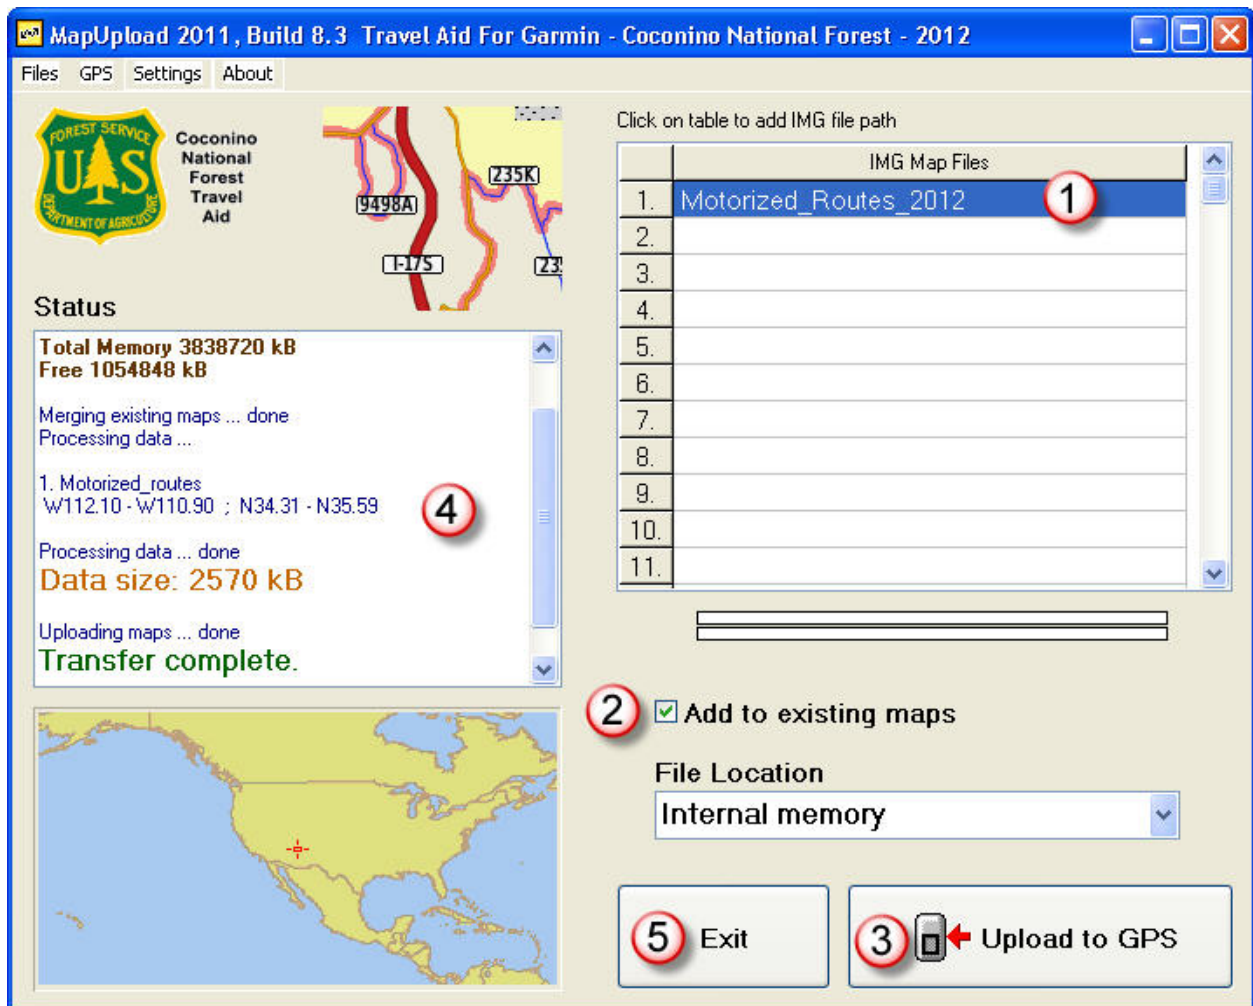 MapUpload 2011, Build 8.3 Travel Aid For Garmin - Coconino National Forest - 2012
Files GPS Settings About
FOREST SERVICE
US
DEPARTMENT OF AGRICULTURE
Coconino
National
Forest
Travel
Aid
9498A
235K
I-17S
23
Click on table to add IMG file path
IMG Map Files
1. Motorized_Routes_2012 1
2.
3.
4.
5.
6.
7.
8.
9.
10.
11.
Status
Total Memory 3838720 kB
Free 1054848 kB
Merging existing maps ... done
Processing data ...
1. Motorized_routes
W112.10 - W110.90 ; N34.31 - N35.59
4
Processing data ... done
Data size: 2570 kB
Uploading maps ... done
Transfer complete.
2 Add to existing maps
File Location
Internal memory
5 Exit
3 Upload to GPS